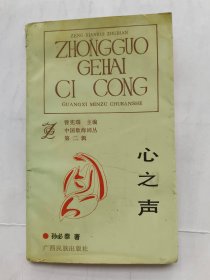 ZENG XIANRUI ZHUBIAN
ZHONGGUO
GEHAI
CI CONG
GUANGXI MINZU CHUBANSHE
曾宪瑞 主编
中国歌海词丛
第二辑
心之声
孙必泰 著
广西民族出版社